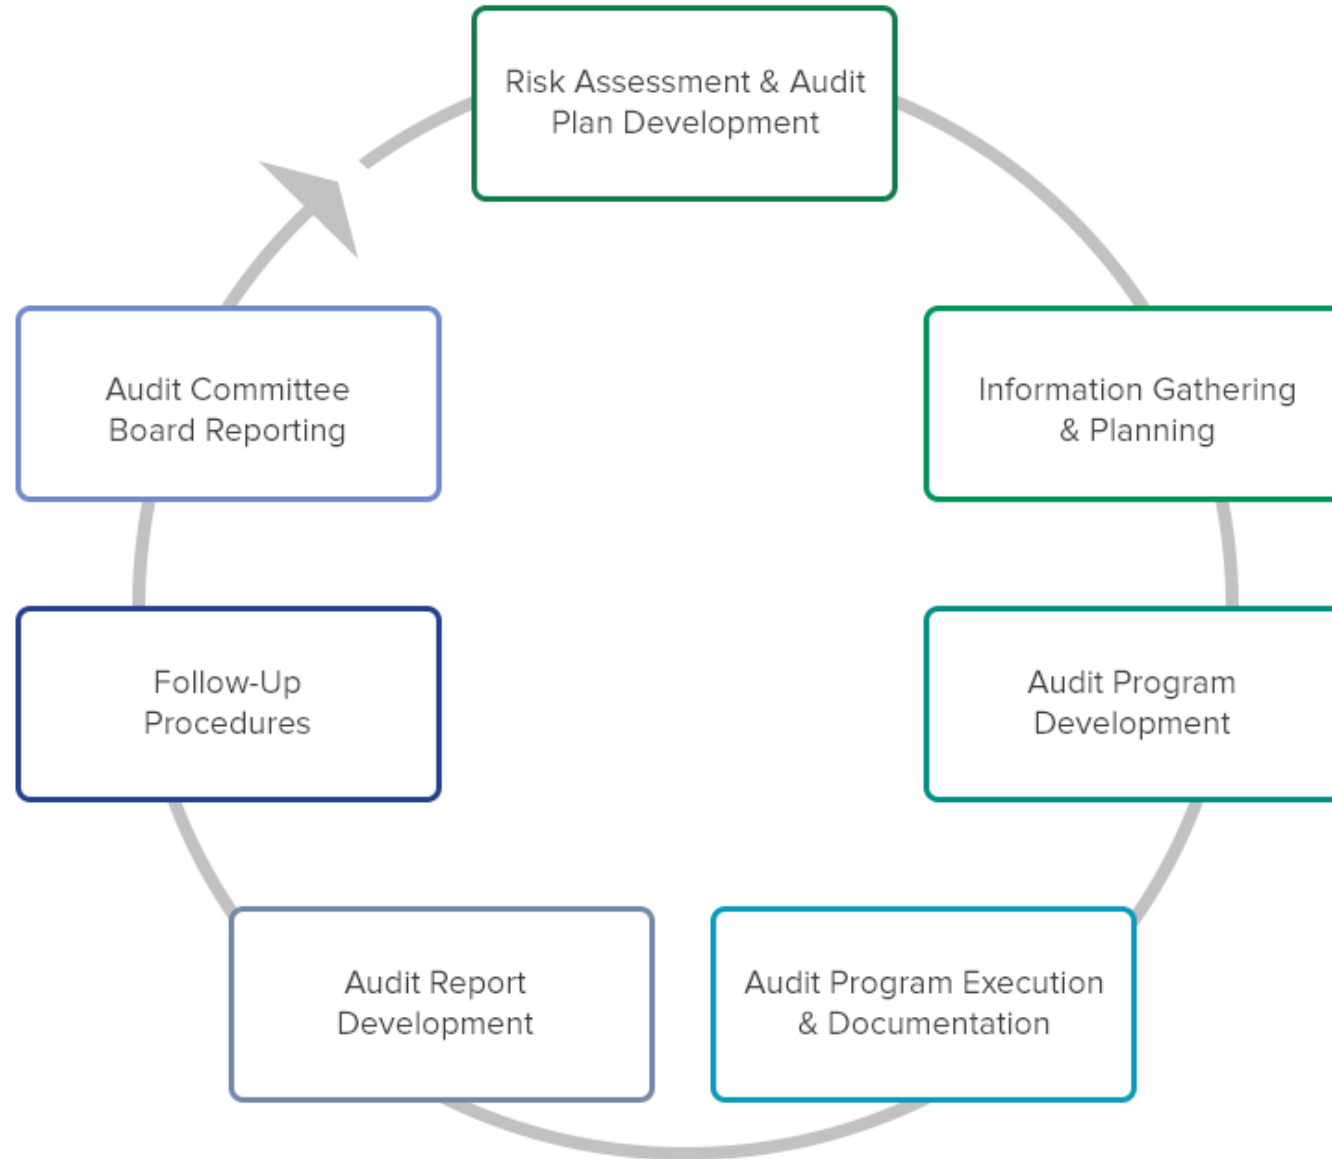 Risk Assessment & Audit
Plan Development
Information Gathering
& Planning
Audit Program
Development
Audit Program Execution
& Documentation
Audit Report
Development
Follow-Up
Procedures
Audit Committee
Board Reporting